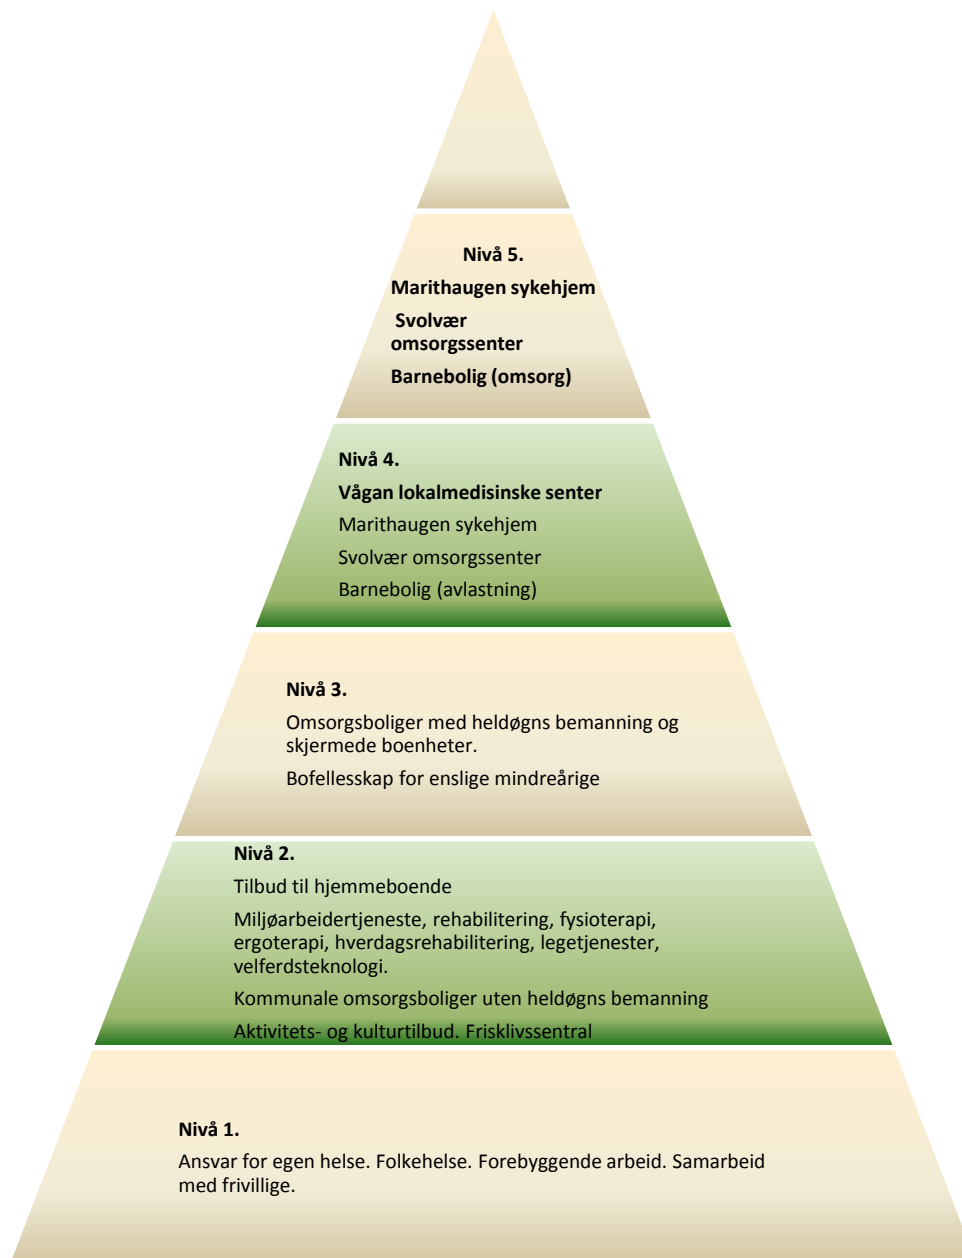 Nivå 5.
Marithaugen sykehjem
Svolvær
omsorgssenter
Barnebolig (omsorg)
Nivå 4.
Vågan lokalmedisinske senter
Marithaugen sykehjem
Svolvær omsorgssenter
Barnebolig (avlastning)
Nivå 3.
Omsorgsboliger med heldøgns bemanning og
skjermede boenheter.
Bofellesskap for enslige mindreårige
Nivå 2.
Tilbud til hjemmeboende
Miljøarbeidertjeneste, rehabilitering, fysioterapi,
ergoterapi, hverdagsrehabilitering, legetjenester,
velferdsteknologi.
Kommunale omsorgsboliger uten heldøgns bemanning
Aktivitets- og kulturtilbud. Frisklivssentral
Nivå 1.
Ansvar for egen helse. Folkehelse. Forebyggende arbeid. Samarbeid
med frivillige.